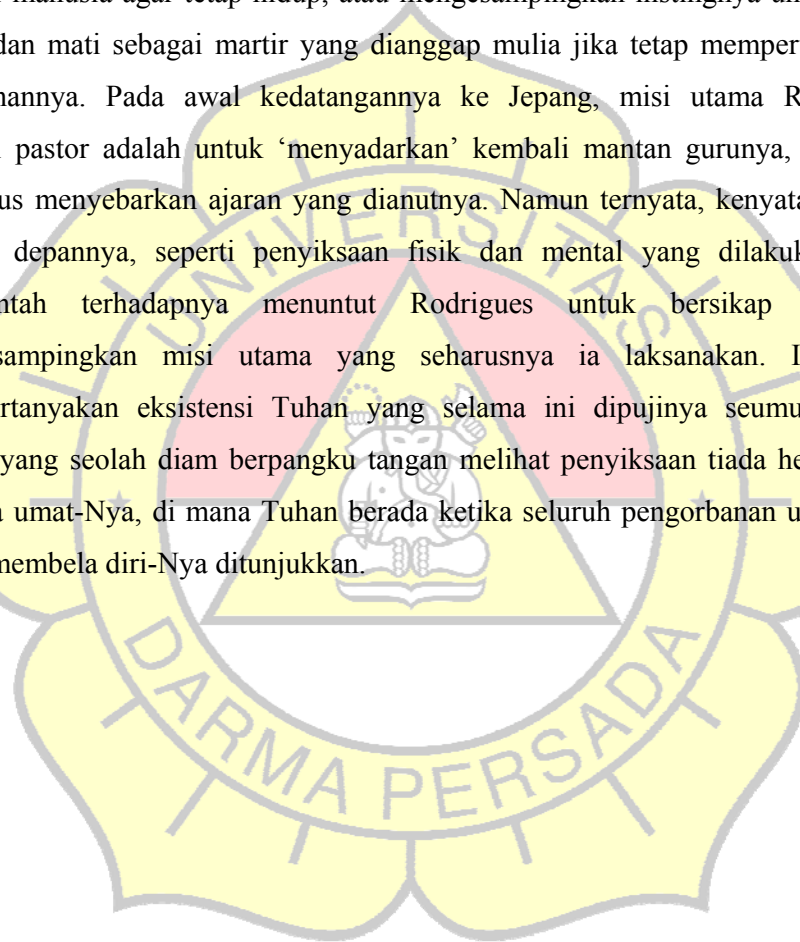 manusia agar tetap hidup, atau
dan mati sebagai martir yang dianggap mulia jika tetap memper
nannya. Pada awal kedatangannya ke Jepang, misi utama R
pastor adalah untuk ‘menyadarkan’ kembali mantan gurunya,
us menyebarkan ajaran yang dianutnya. Namun ternyata, kenyata
depannya, seperti penyiksaan fisik dan mental yang dilakuk
ntah terhadapnya menuntut Rodrigues untuk bersikap
sampingkan misi utama yang seharusnya ia laksanakan. I
rtanyakan eksistensi Tuhan yang selama ini dipujinya seumu
yang seolah diam berpangku tangan melihat penyiksaan tiada he
a umat-Nya, di mana Tuhan berada ketika seluruh pengorbanan u
membela diri-Nya ditunjukkan.
UNIVERSITAS
DARMA PERSADA